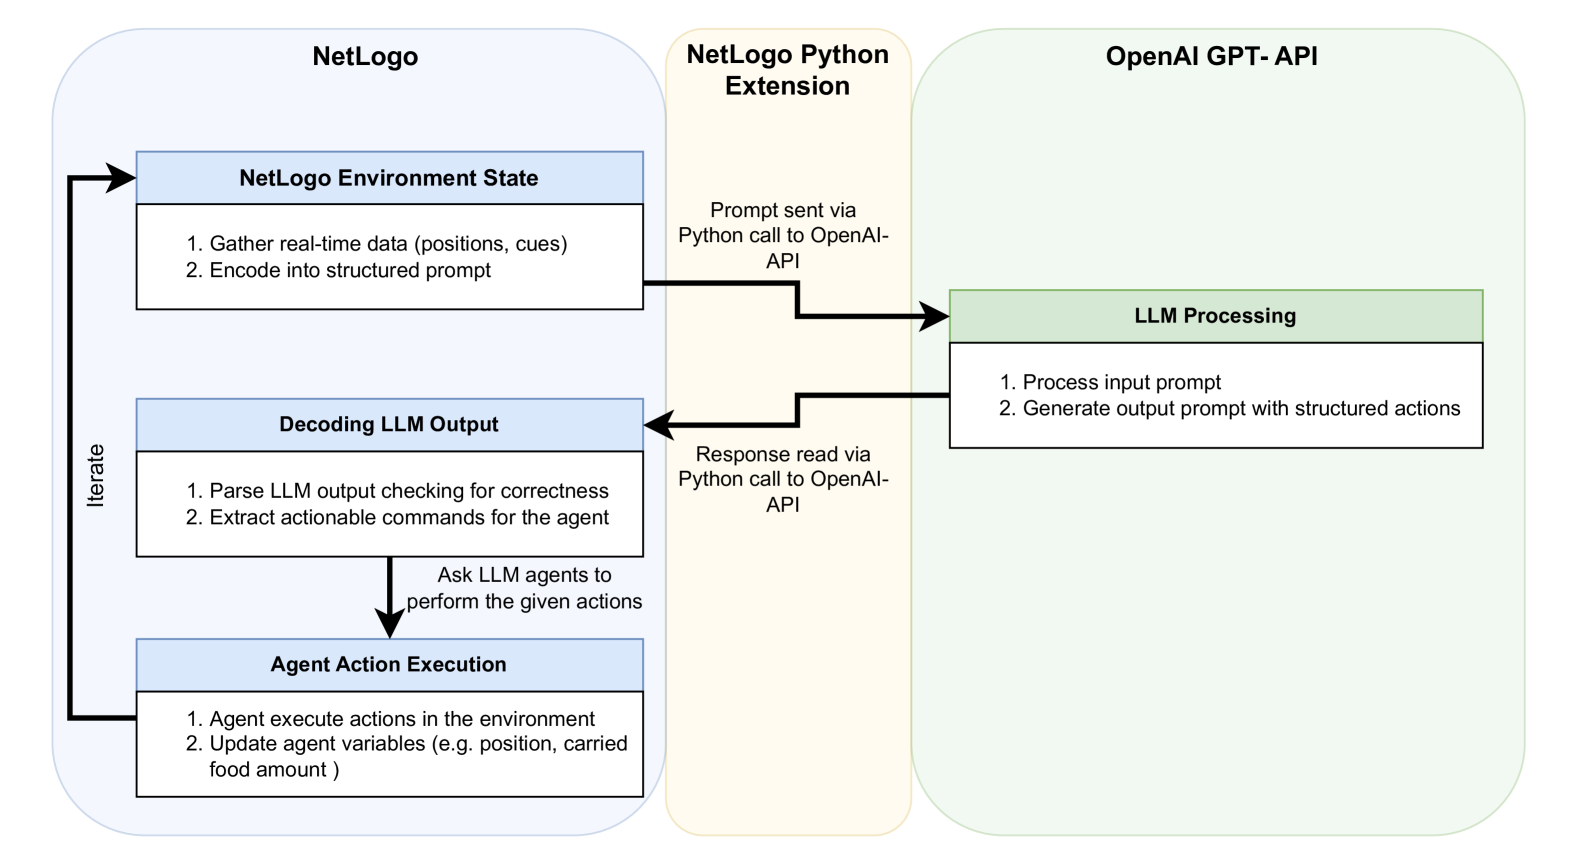 NetLogo
NetLogo Python
Extension
OpenAI GPT- API
NetLogo Environment State
1. Gather real-time data (positions, cues)
2. Encode into structured prompt
Prompt sent via
Python call to OpenAI-
API
LLM Processing
1. Process input prompt
2. Generate output prompt with structured actions
Decoding LLM Output
1. Parse LLM output checking for correctness
2. Extract actionable commands for the agent
Response read via
Python call to OpenAI-
API
Iterate
Ask LLM agents to
perform the given actions
Agent Action Execution
1. Agent execute actions in the environment
2. Update agent variables (e.g. position, carried
food amount )